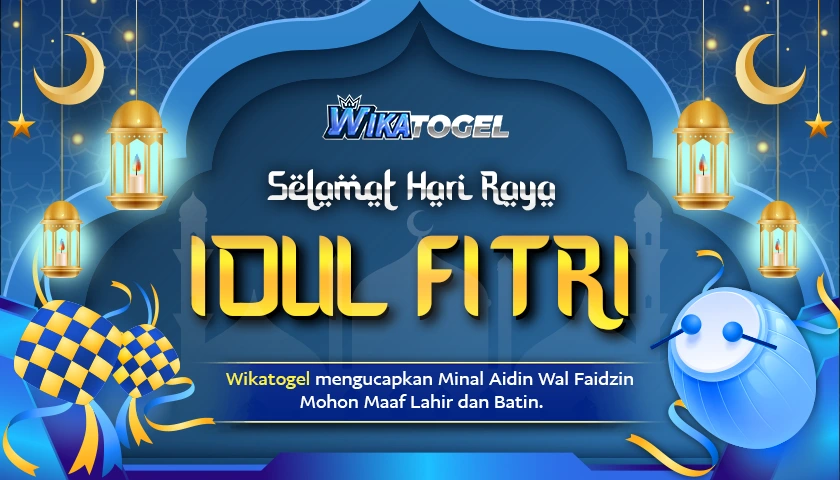 WIKATOGEL
Selamat Hari Raya
IDUL FITRI
Wikatogel mengucapkan Minal Aidin Wal Faidzin
Mohon Maaf Lahir dan Batin.